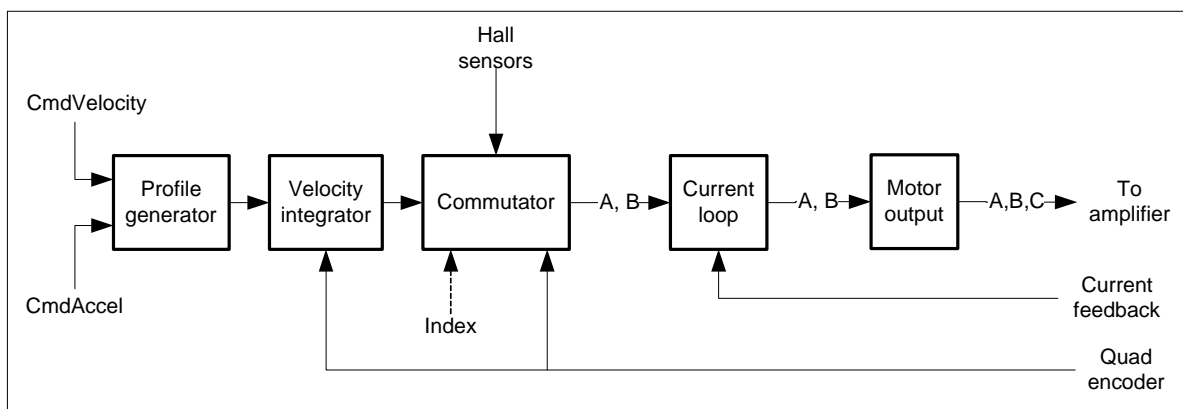 Hall
sensors
CmdVelocity
Profile
generator
Velocity
integrator
Commutator
A, B
Current
loop
A, B
Motor
output
A,B,C
To
amplifier
CmdAccel
Index
Current
feedback
Quad
encoder